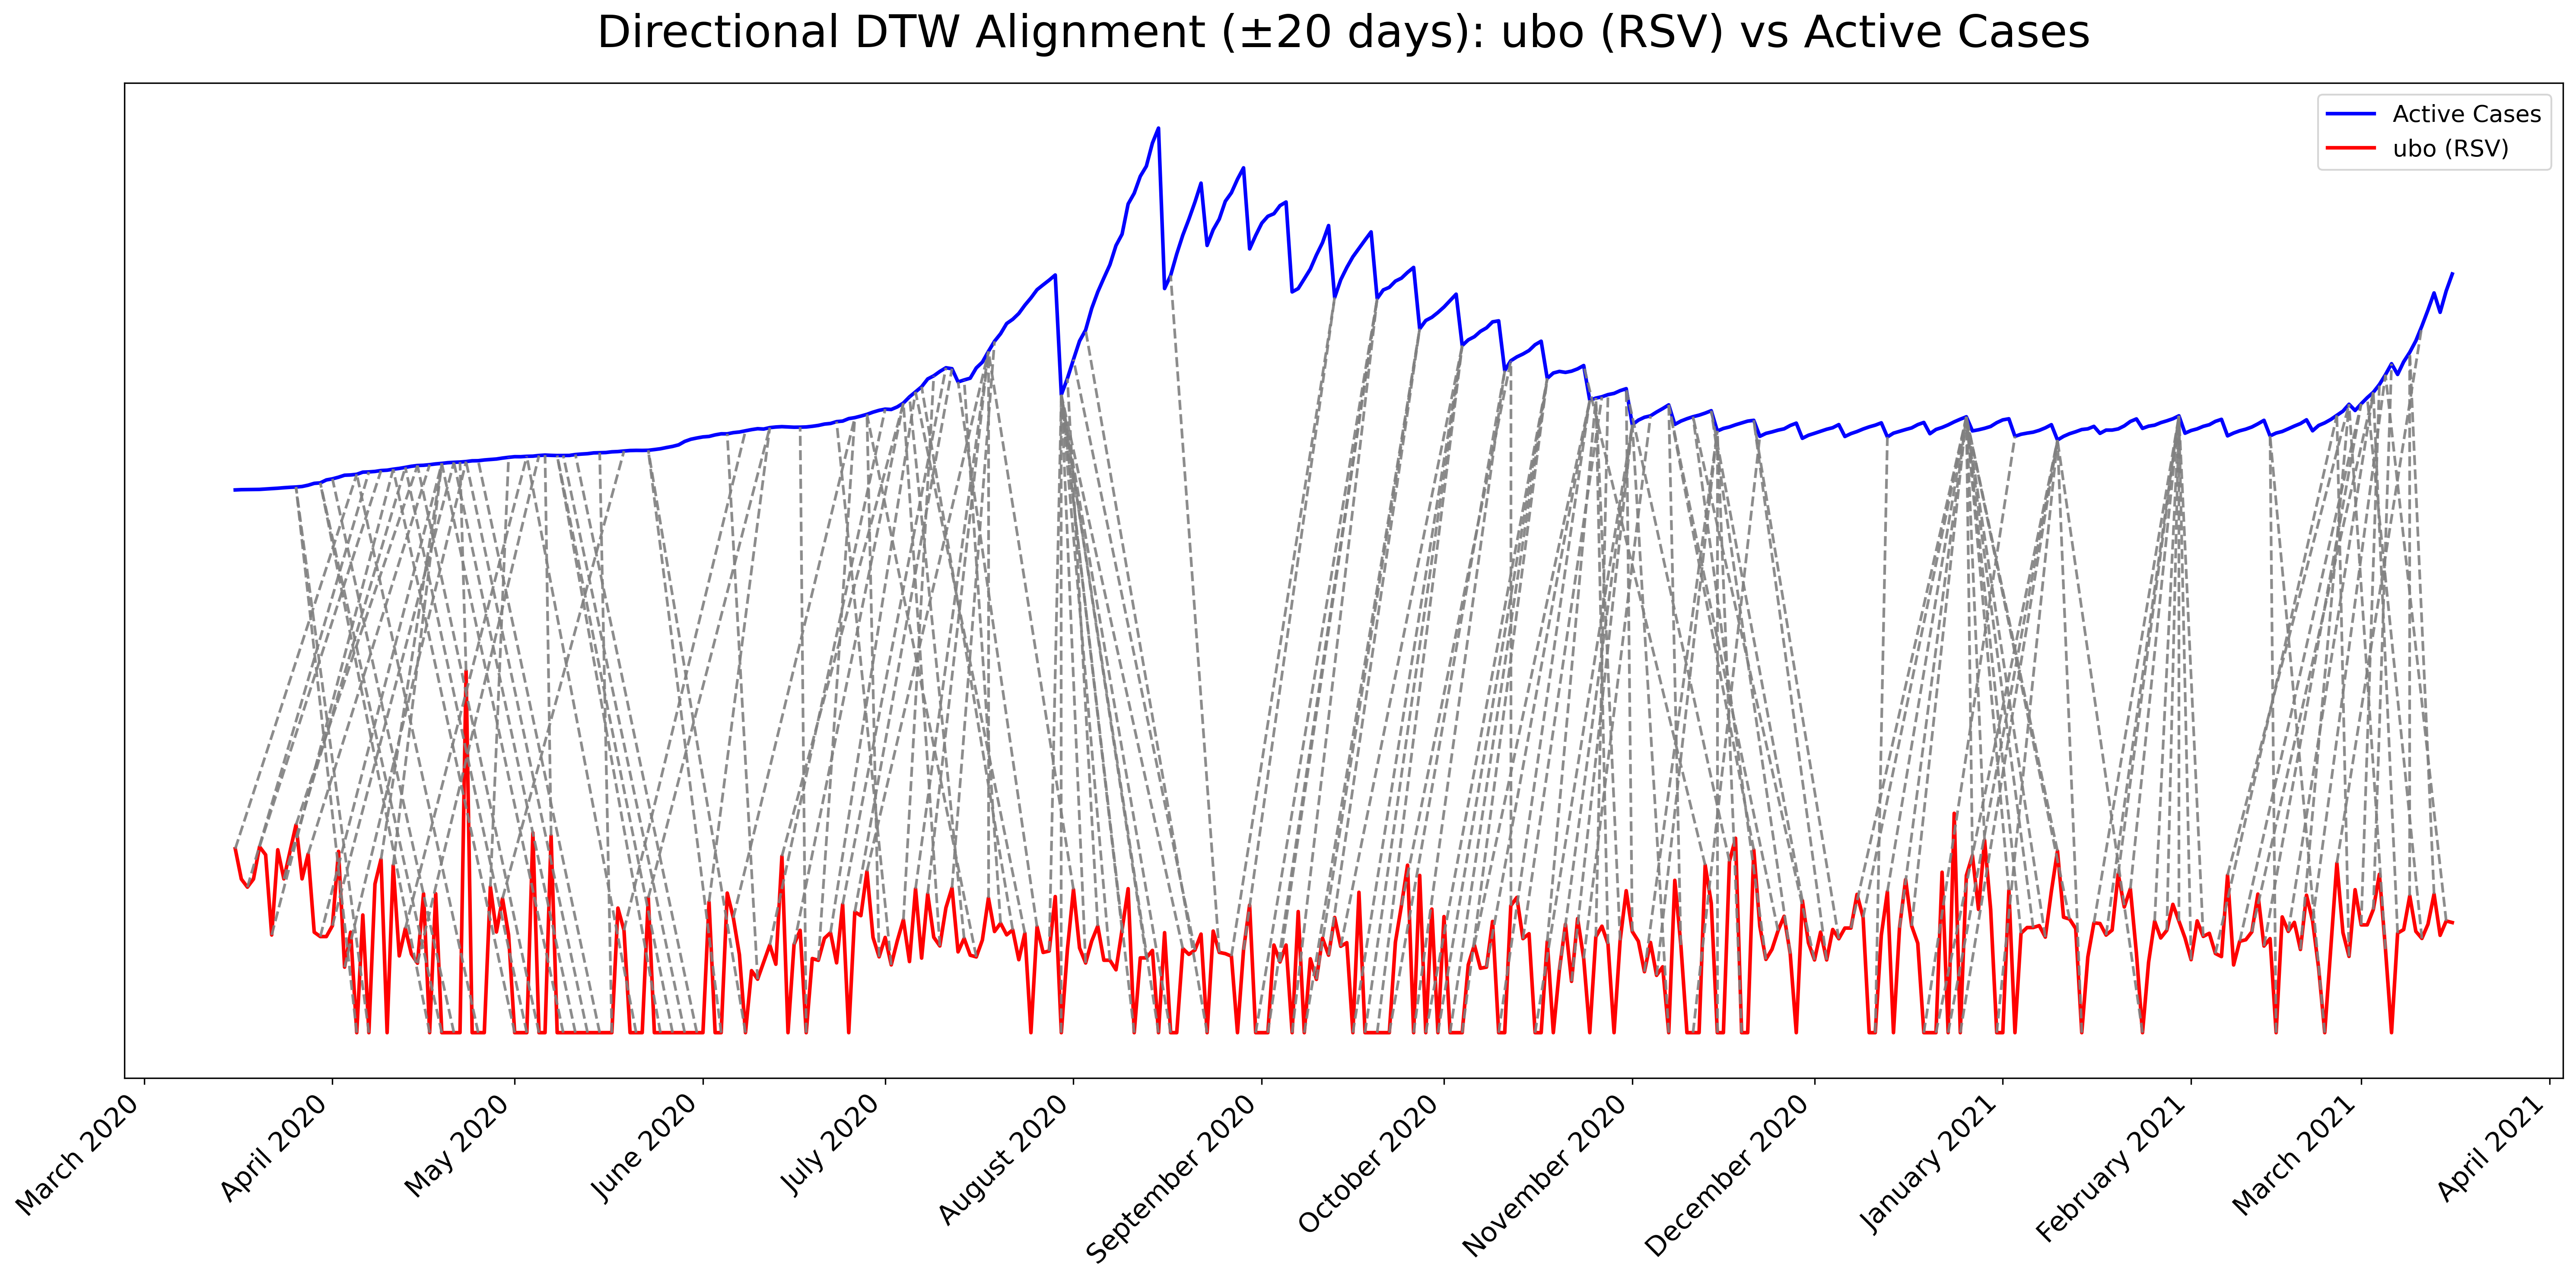 Directional DTW Alignment (±20 days): ubo (RSV) vs Active Cases
Active Cases
ubo (RSV)
March 2020
April 2020
May 2020
June 2020
July 2020
August 2020
September 2020
October 2020
November 2020
December 2020
January 2021
February 2021
March 2021
April 2021